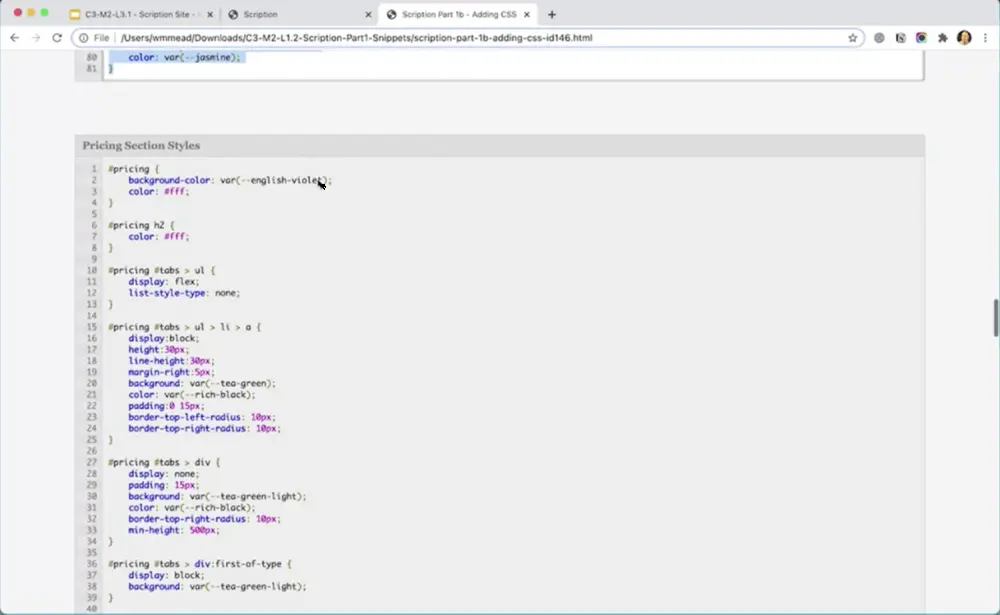 C3-M2-L3.1 - Scription Site -
Scription
Scription Part 1b - Adding CSS
File
/Users/wmmead/Downloads/C3-M2-L1.2-Scription-Part1-Snippets/scription-part-1b-adding-css-id146.html
80 color: var(--jasmine);
81 }
Pricing Section Styles
1 #pricing {
2 background-color: var(--english-violet);
3 color: #fff;
4 }
5
6 #pricing h2 {
7 color: #fff;
8 }
9
10 #pricing #tabs > ul {
11 display: flex;
12 list-style-type: none;
13 }
14
15 #pricing #tabs > ul > li > a {
16 display:block;
17 height:30px;
18 line-height:30px;
19 margin-right:5px;
20 background: var(--tea-green);
21 color: var(--rich-black);
22 padding:0 15px;
23 border-top-left-radius: 10px;
24 border-top-right-radius: 10px;
25 }
26
27 #pricing #tabs > div {
28 display: none;
29 padding: 15px;
30 background: var(--tea-green-light);
31 color: var(--rich-black);
32 border-top-right-radius: 10px;
33 min-height: 500px;
34 }
35
36 #pricing #tabs > div:first-of-type {
37 display: block;
38 background: var(--tea-green-light);
39 }
40